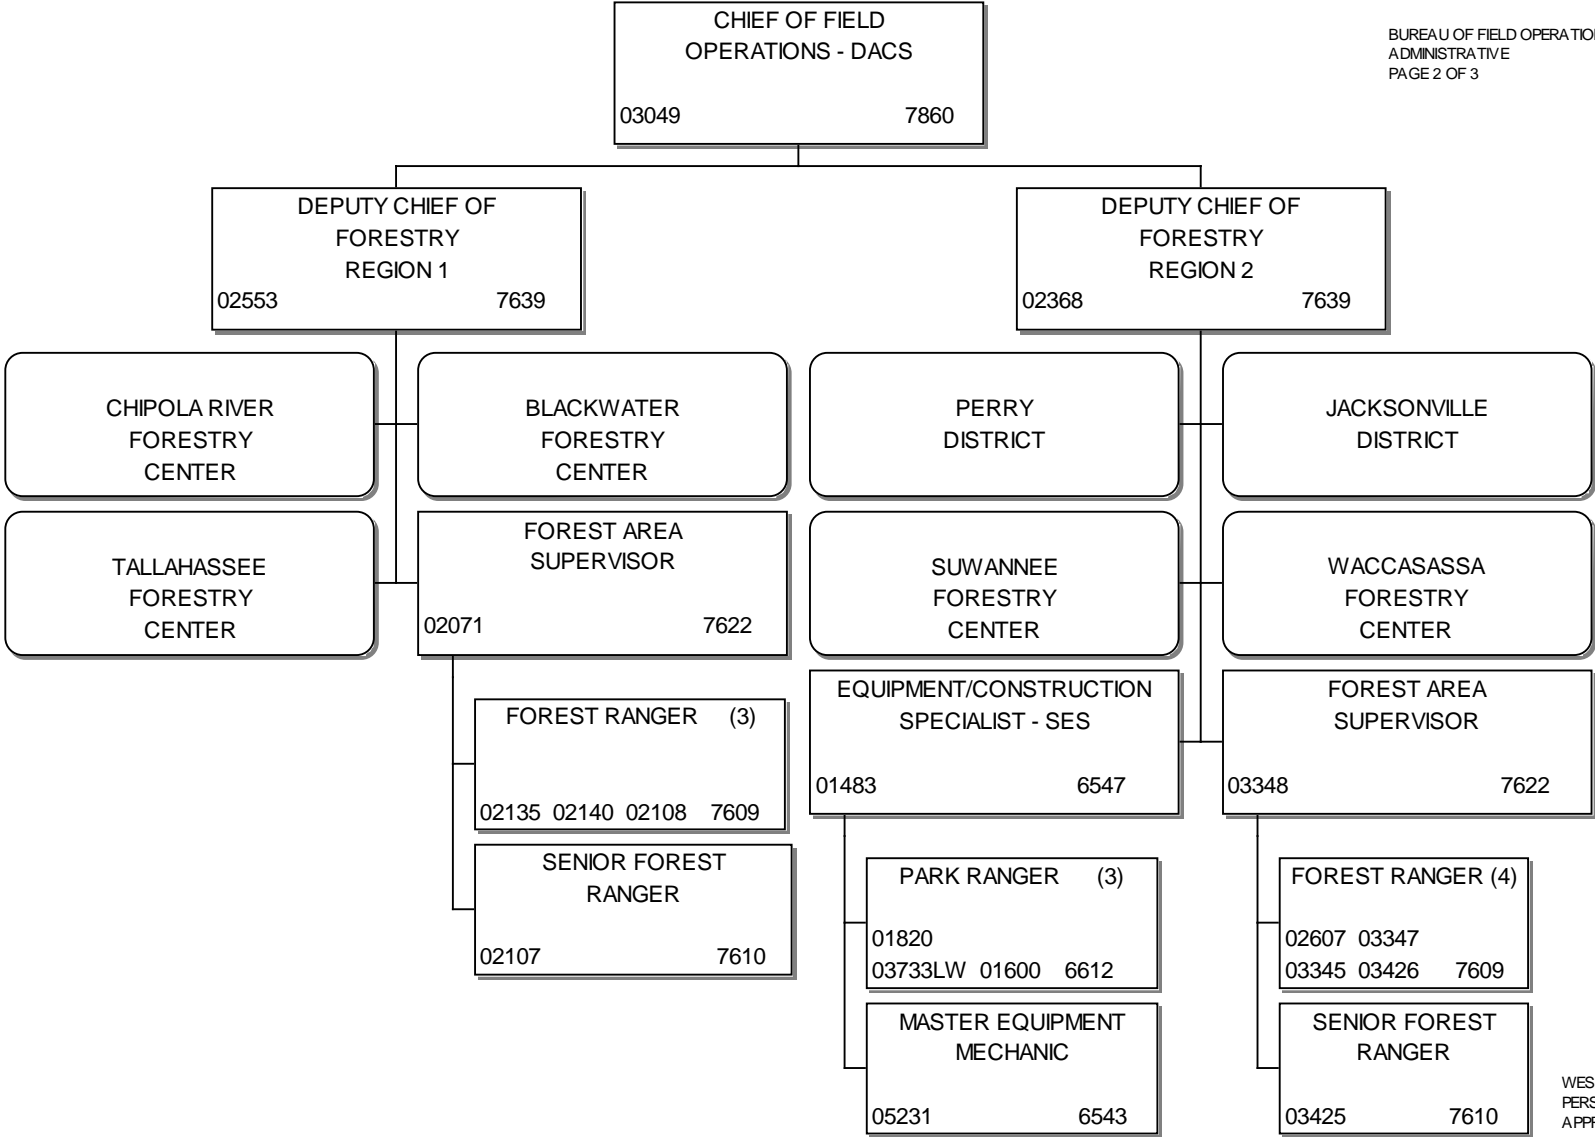 CHIEF OF FIELD
OPERATIONS - DACS
03049 7860
BUREAU OF FIELD OPERATIO
ADMINISTRATIVE
PAGE 2 OF 3
DEPUTY CHIEF OF
FORESTRY
REGION 1
02553 7639
DEPUTY CHIEF OF
FORESTRY
REGION 2
02368 7639
CHIPOLA RIVER
FORESTRY
CENTER
BLACKWATER
FORESTRY
CENTER
PERRY
DISTRICT
JACKSONVILLE
DISTRICT
TALLAHASSEE
FORESTRY
CENTER
FOREST AREA
SUPERVISOR
02071 7622
SUWANNEE
FORESTRY
CENTER
WACCASASSA
FORESTRY
CENTER
FOREST RANGER (3)
02135 02140 02108 7609
SENIOR FOREST
RANGER
02107 7610
EQUIPMENT/CONSTRUCTION
SPECIALIST - SES
01483 6547
FOREST AREA
SUPERVISOR
03348 7622
PARK RANGER (3)
01820
03733LW 01600 6612
MASTER EQUIPMENT
MECHANIC
05231 6543
FOREST RANGER (4)
02607 03347
03345 03426 7609
SENIOR FOREST
RANGER
03425 7610
WES
PERS
APP